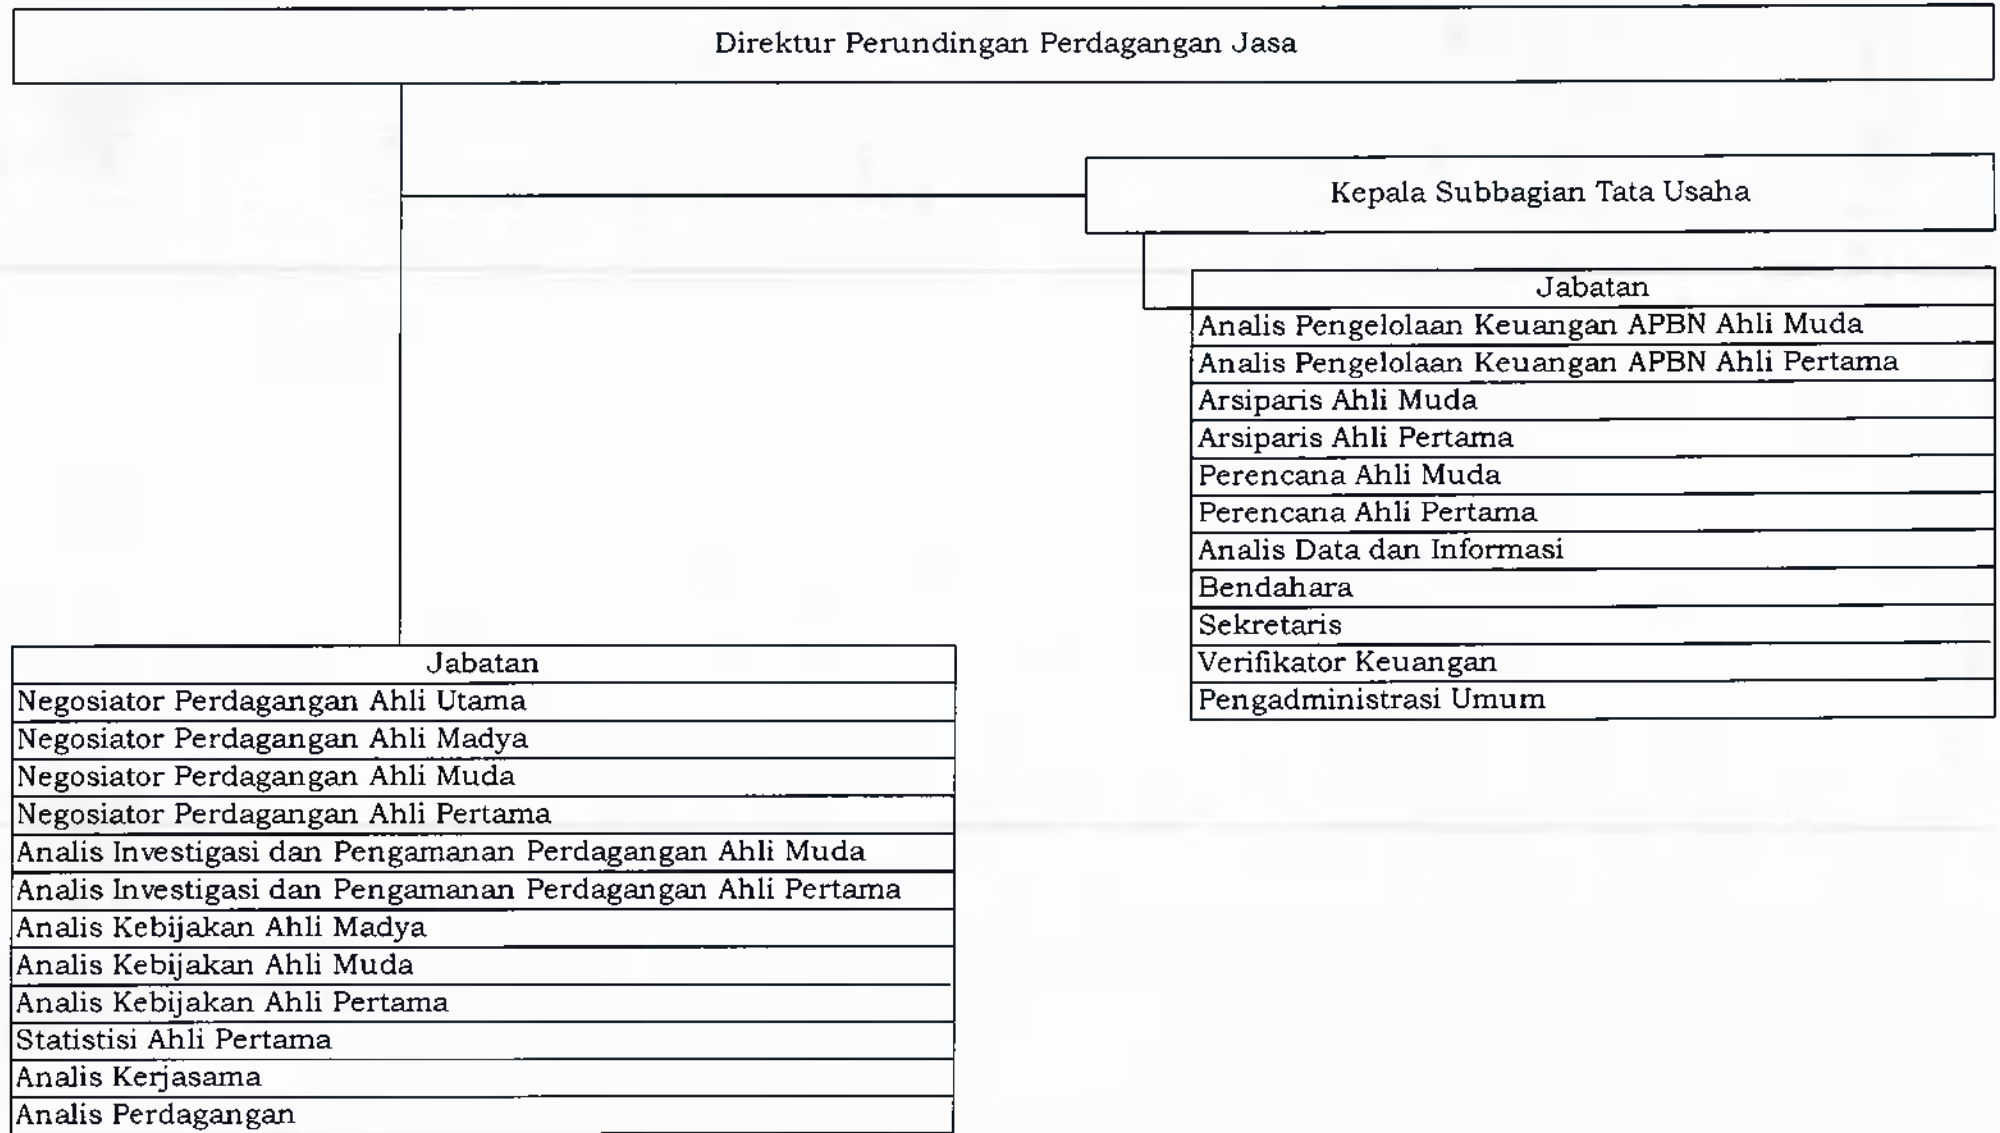 Direktur Perundingan Perdagangan Jasa
Kepala Subbagian Tata Usaha
Jabatan
Analis Pengelolaan Keuangan APBN Ahli Muda
Analis Pengelolaan Keuangan APBN Ahli Pertama
Arsiparis Ahli Muda
Arsiparis Ahli Pertama
Perencana Ahli Muda
Perencana Ahli Pertama
Analis Data dan Informasi
Bendahara
Sekretaris
Verifikator Keuangan
Pengadministrasi Umum
Jabatan
Negosiator Perdagangan Ahli Utama
Negosiator Perdagangan Ahli Madya
Negosiator Perdagangan Ahli Muda
Negosiator Perdagangan Ahli Pertama
Analis Investigasi dan Pengamanan Perdagangan Ahli Muda
Analis Investigasi dan Pengamanan Perdagangan Ahli Pertama
Analis Kebijakan Ahli Madya
Analis Kebijakan Ahli Muda
Analis Kebijakan Ahli Pertama
Statistisi Ahli Pertama
Analis Kerjasama
Analis Perdagangan